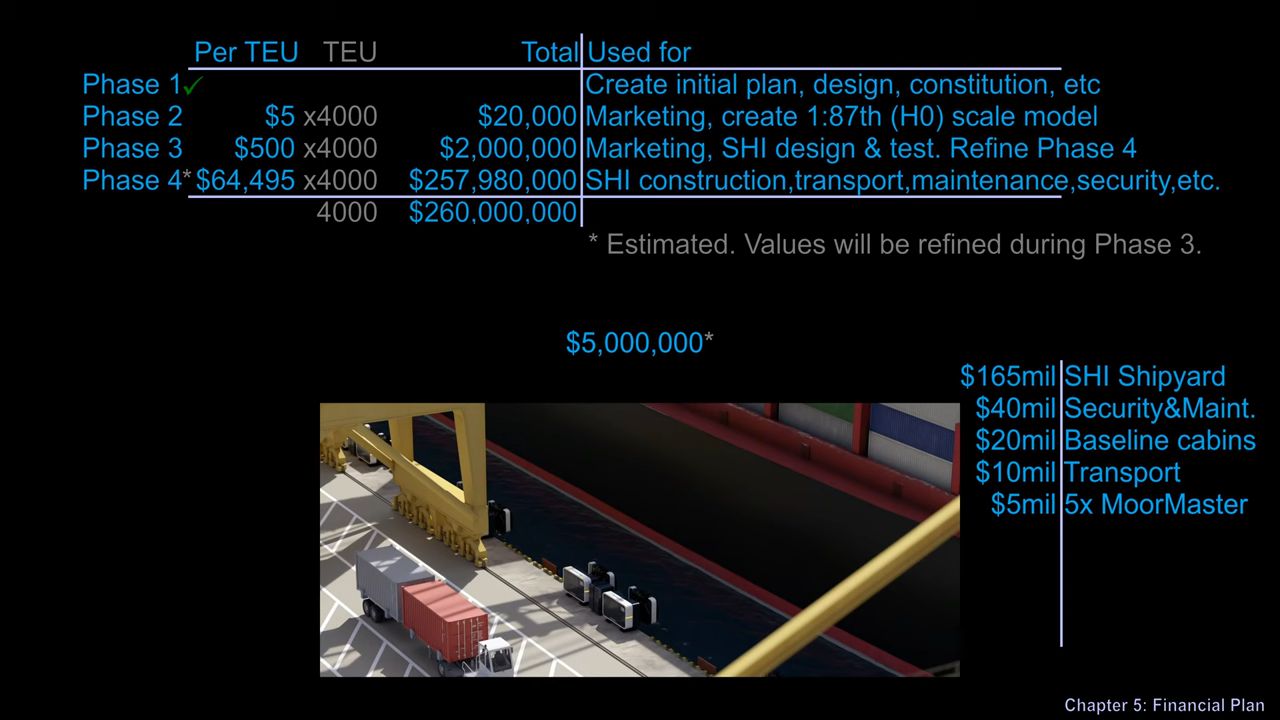 Per TEU TEU Total Used for
Phase 1✓ Create initial plan, design, constitution, etc
Phase 2 $5 x4000 $20,000 Marketing, create 1:87th (H0) scale model
Phase 3 $500 x4000 $2,000,000 Marketing, SHI design & test. Refine Phase 4
Phase 4* $64,495 x4000 $257,980,000 SHI construction,transport,maintenance,security,etc.
4000 $260,000,000
* Estimated. Values will be refined during Phase 3.
$5,000,000*
$165mil SHI Shipyard
$40mil Security&Maint.
$20mil Baseline cabins
$10mil Transport
$5mil 5x MoorMaster
Chapter 5: Financial Plan